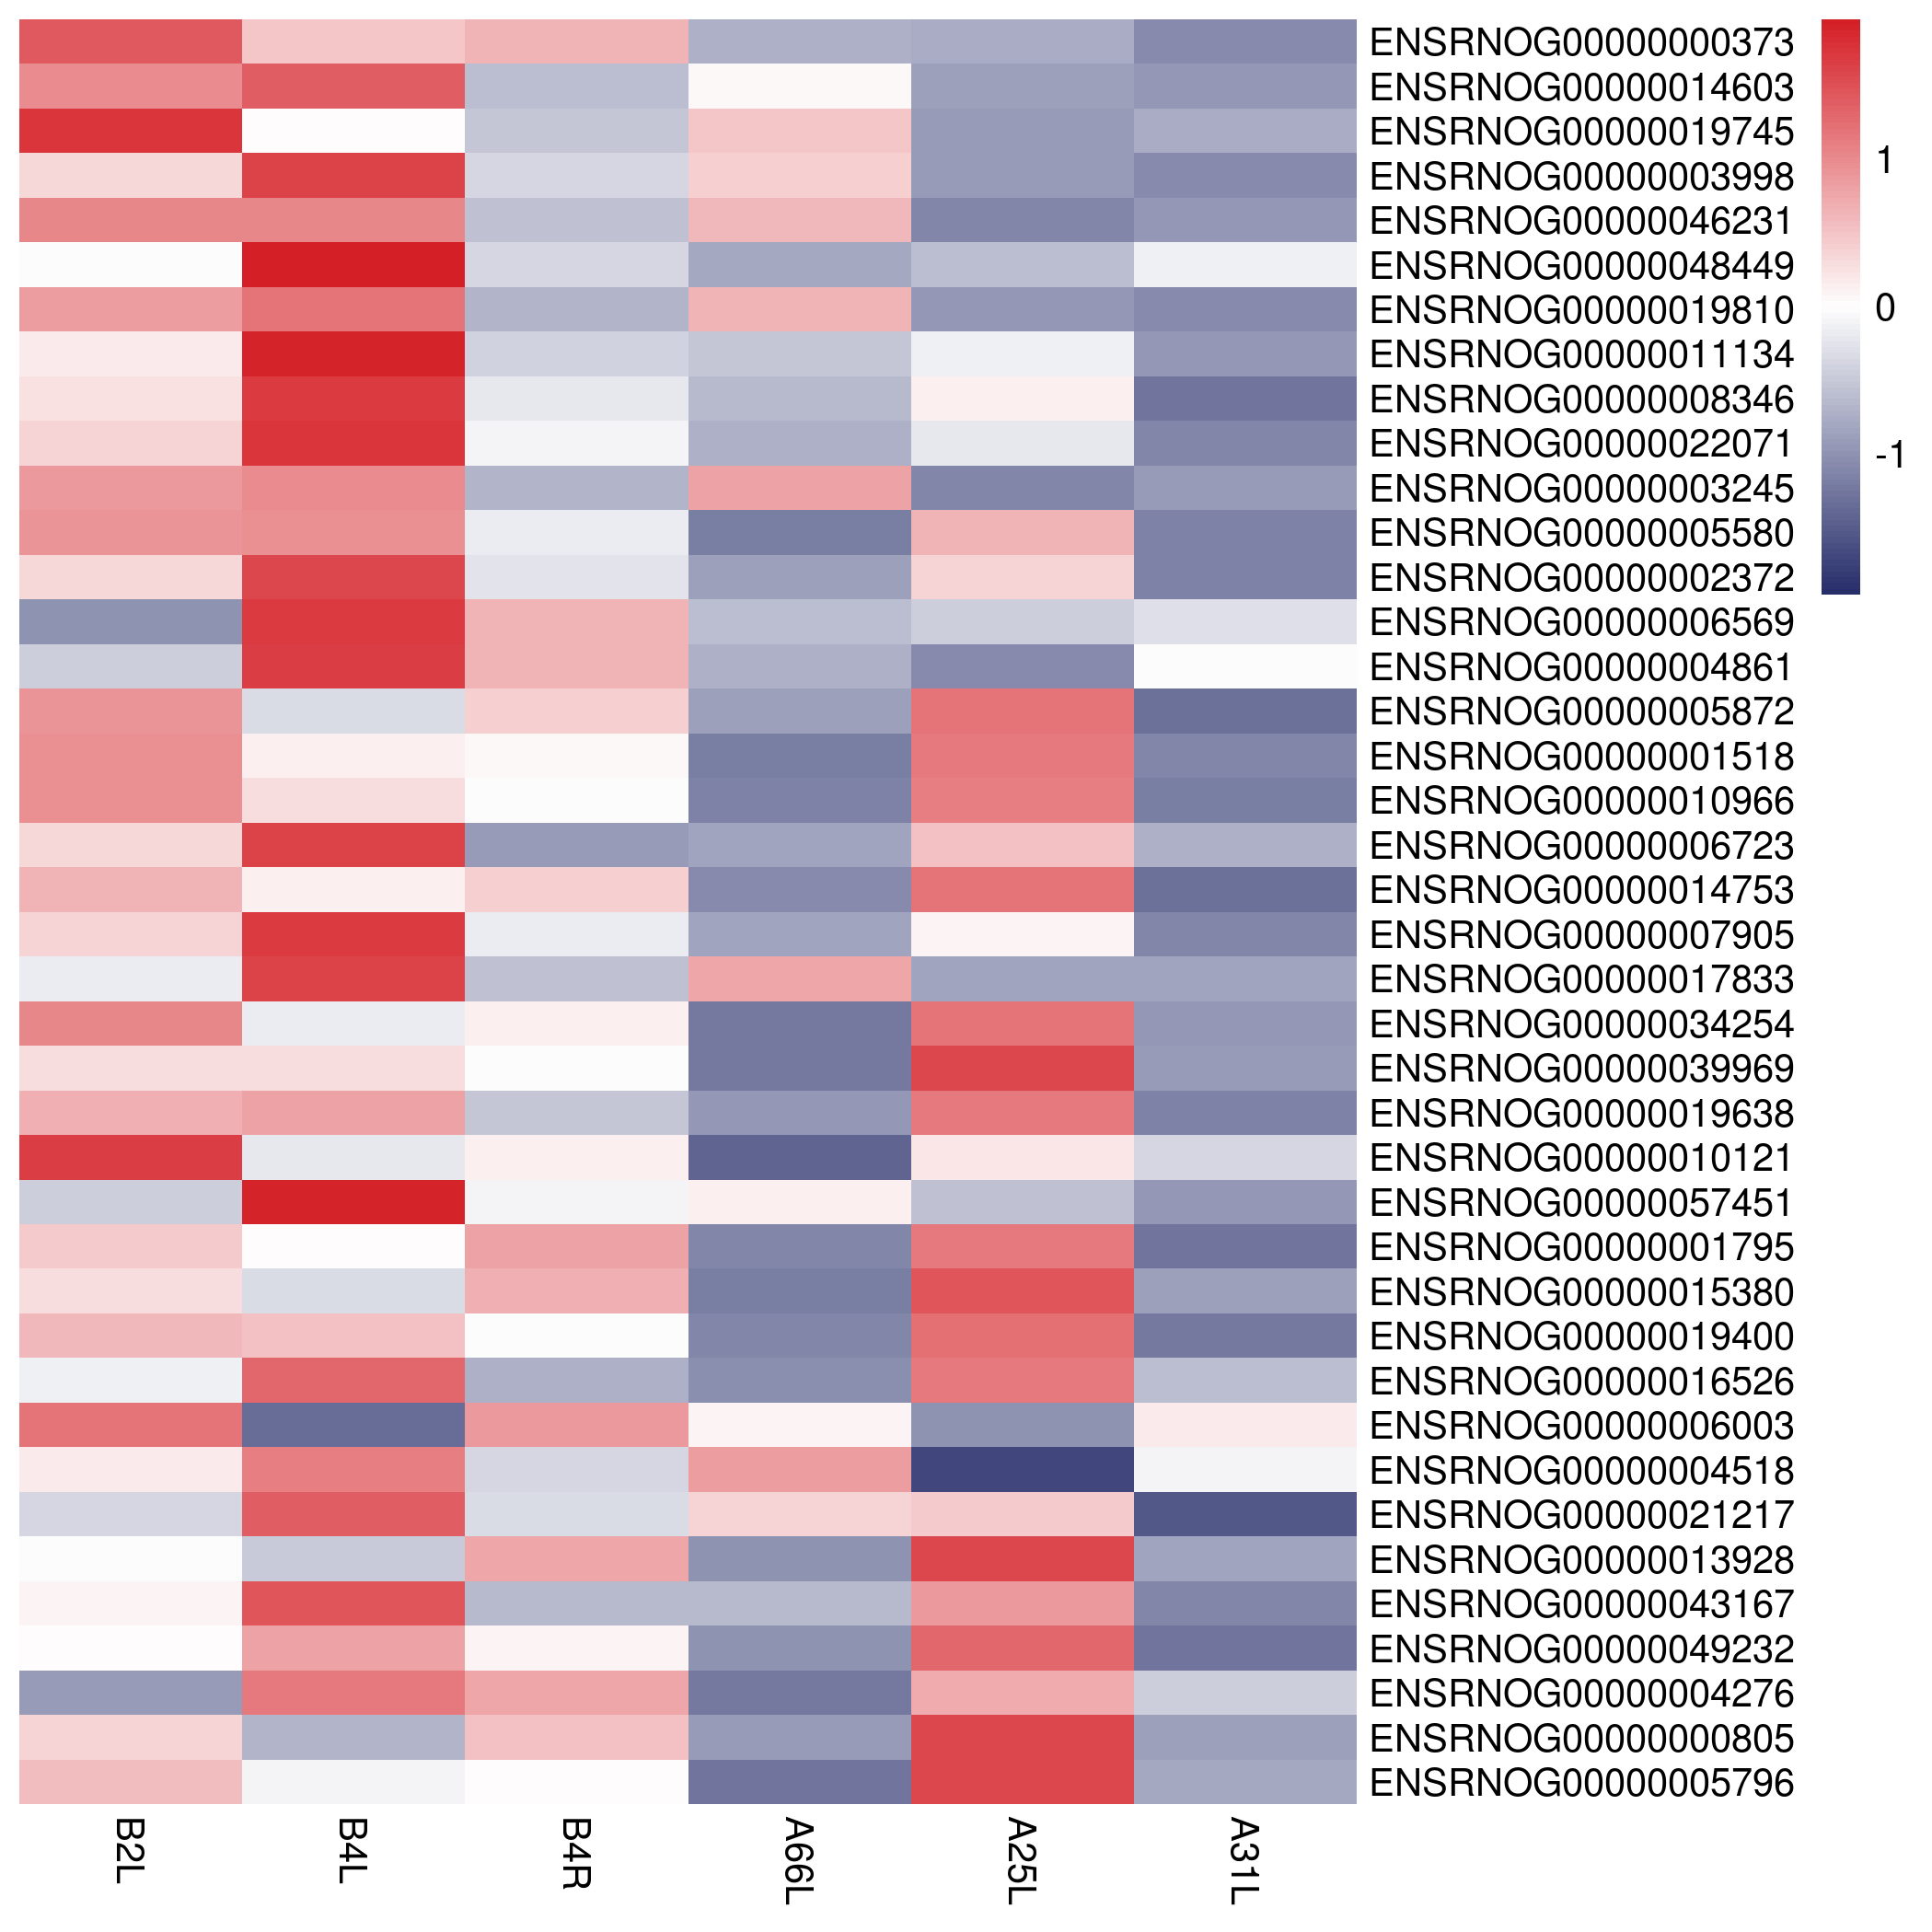 ENSRNOG00000000373
ENSRNOG00000014603
ENSRNOG00000019745
ENSRNOG00000003998
ENSRNOG00000046231
ENSRNOG00000048449
ENSRNOG00000019810
ENSRNOG00000011134
ENSRNOG00000008346
ENSRNOG00000022071
ENSRNOG00000003245
ENSRNOG00000005580
ENSRNOG00000002372
ENSRNOG00000006569
ENSRNOG00000004861
ENSRNOG00000005872
ENSRNOG00000001518
ENSRNOG00000010966
ENSRNOG00000006723
ENSRNOG00000014753
ENSRNOG00000007905
ENSRNOG00000017833
ENSRNOG00000034254
ENSRNOG00000039969
ENSRNOG00000019638
ENSRNOG00000010121
ENSRNOG00000057451
ENSRNOG00000001795
ENSRNOG00000015380
ENSRNOG00000019400
ENSRNOG00000016526
ENSRNOG00000006003
ENSRNOG00000004518
ENSRNOG00000021217
ENSRNOG00000013928
ENSRNOG00000043167
ENSRNOG00000049232
ENSRNOG00000004276
ENSRNOG00000000805
ENSRNOG00000005796
1
0
-1
B2L
B4L
B4R
A66L
A25L
A31L